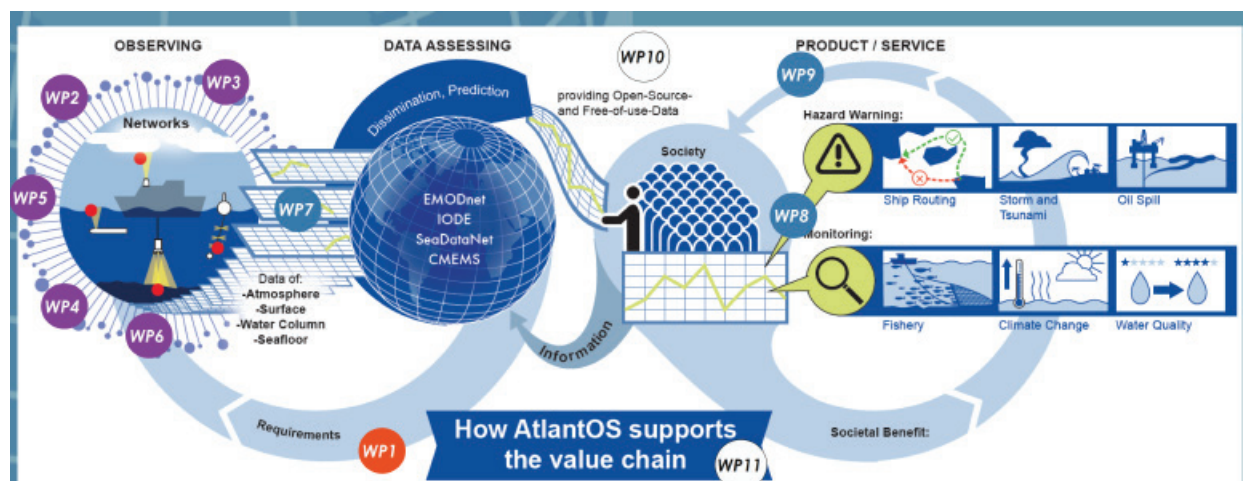 OBSERVING
DATA ASSESSING
WP10
PRODUCT / SERVICE
WP3
WP2
Dissimination, Prediction
providing Open-Source-
and Free-of-use-Data
WP9
Hazard Warning:
Networks
Society
WP5
WP7
EMODnet
IODE
SeaDataNet
CMEMS
WP8
Ship Routing
Storm and
Tsunami
Oil Spill
Monitoring:
Data of:
-Atmosphere
-Surface
-Water Column
-Seafloor
WP4
WP6
Information
Fishery
Climate Change
Water Quality
Requirements
WP1
How AtlantOS supports
the value chain
WP11
Societal Benefit: